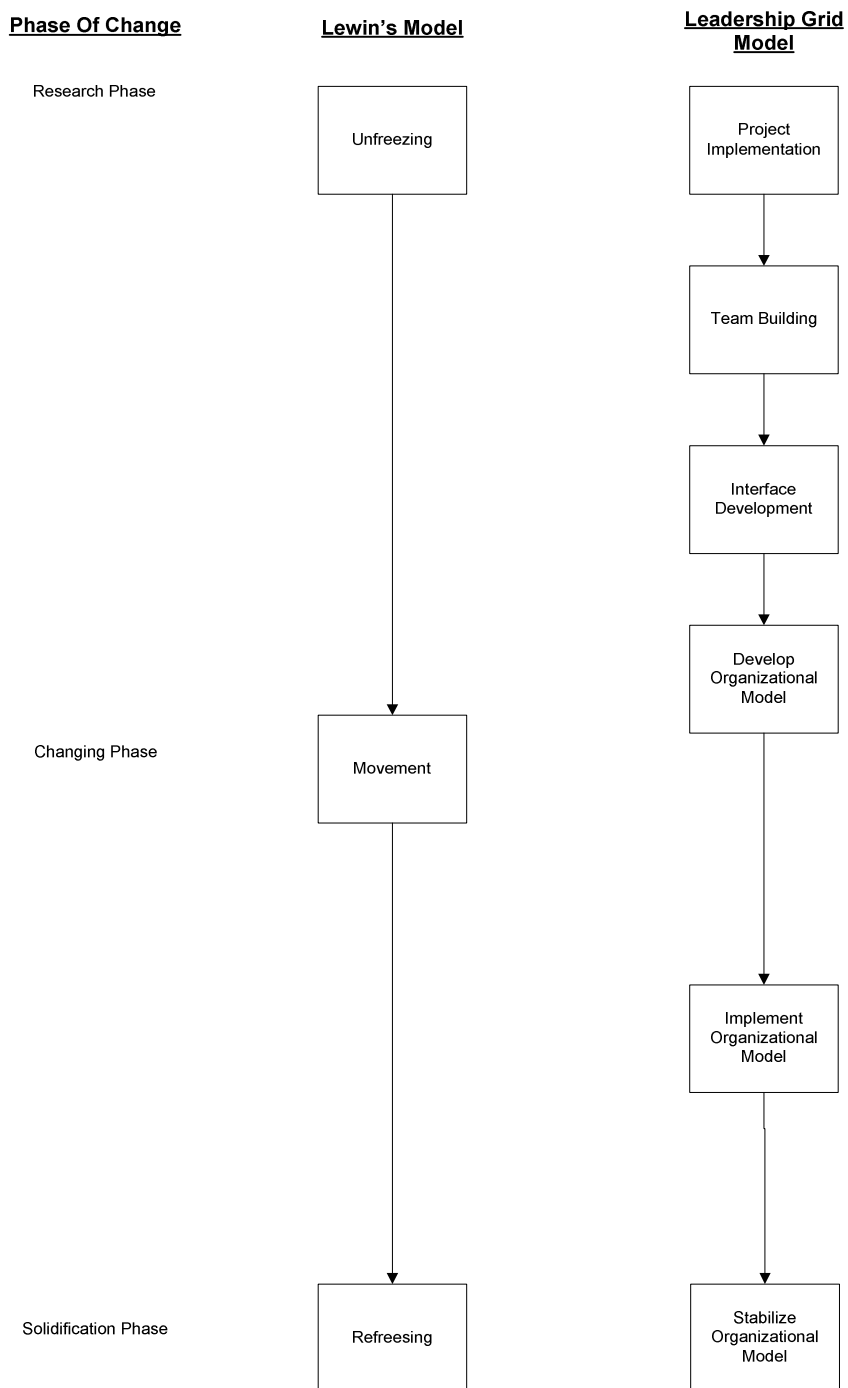 Phase Of Change
Lewin's Model
Leadership Grid
Model
Research Phase
Unfreezing
Project
Implementation
Team Building
Interface
Development
Develop
Organizational
Model
Changing Phase
Movement
Implement
Organizational
Model
Solidification Phase
Refreesing
Stabilize
Organizational
Model